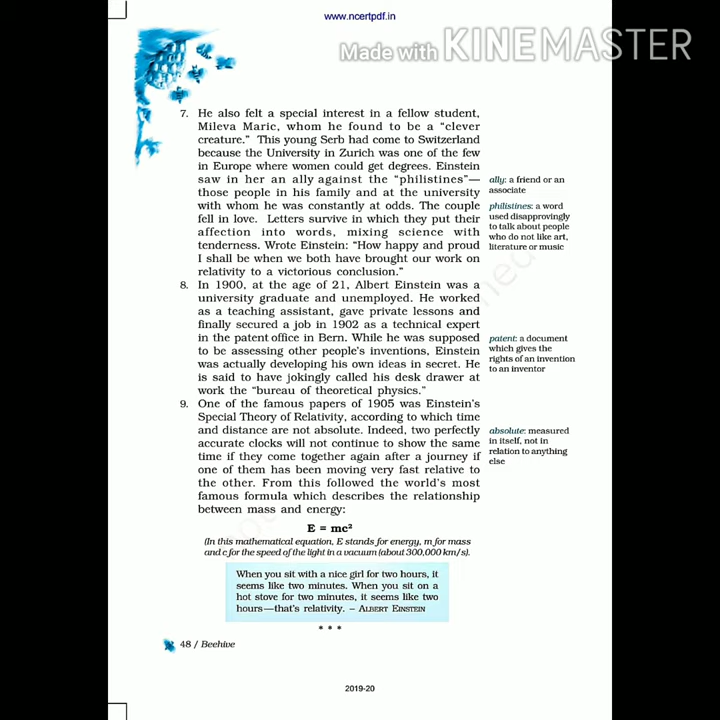 www.ncertpdf.in
Made with KINEMASTER
7. He also felt a special interest in a fellow student,
Mileva Maric, whom he found to be a “clever
creature.” This young Serb had come to Switzerland
because the University in Zurich was one of the few
in Europe where women could get degrees. Einstein
saw in her an ally against the “philistines”—
those people in his family and at the university
with whom he was constantly at odds. The couple
fell in love. Letters survive in which they put their
affection into words, mixing science with
tenderness. Wrote Einstein: “How happy and proud
I shall be when we both have brought our work on
relativity to a victorious conclusion.”
ally: a friend or an
associate
philistines: a word
used disapprovingly
to talk about people
who do not like art,
literature or music
8. In 1900, at the age of 21, Albert Einstein was a
university graduate and unemployed. He worked
as a teaching assistant, gave private lessons and
finally secured a job in 1902 as a technical expert
in the patent office in Bern. While he was supposed
to be assessing other people’s inventions, Einstein
was actually developing his own ideas in secret. He
is said to have jokingly called his desk drawer at
work the “bureau of theoretical physics.”
patent: a document
which gives the
rights of an invention
to an inventor
9. One of the famous papers of 1905 was Einstein’s
Special Theory of Relativity, according to which time
and distance are not absolute. Indeed, two perfectly
accurate clocks will not continue to show the same
time if they come together again after a journey if
one of them has been moving very fast relative to
the other. From this followed the world’s most
famous formula which describes the relationship
between mass and energy:
absolute: measured
in itself, not in
relation to anything
else
E = mc²
(In this mathematical equation, E stands for energy, m for mass
and c for the speed of the light in a vacuum (about 300,000 km/s).
When you sit with a nice girl for two hours, it
seems like two minutes. When you sit on a
hot stove for two minutes, it seems like two
hours—that’s relativity. – ALBERT EINSTEIN
* * *
48 / Beehive
2019-20